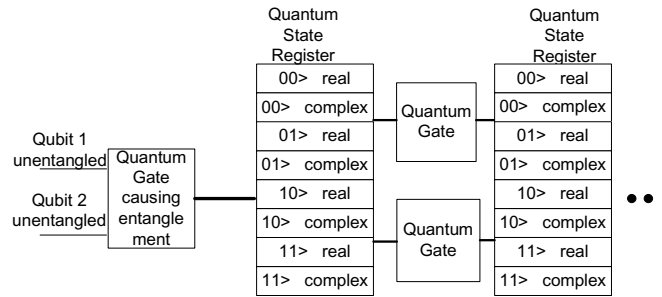 Quantum
State
Register
Quantum
State
Register
Qubit 1
unentangled
Qubit 2
unentangled
Quantum
Gate
causing
entangle
ment
00> real
00> complex
01> real
01> complex
10> real
10> complex
11> real
11> complex
Quantum
Gate
Quantum
Gate
00> real
00> complex
01> real
01> complex
10> real
10> complex
11> real
11> complex